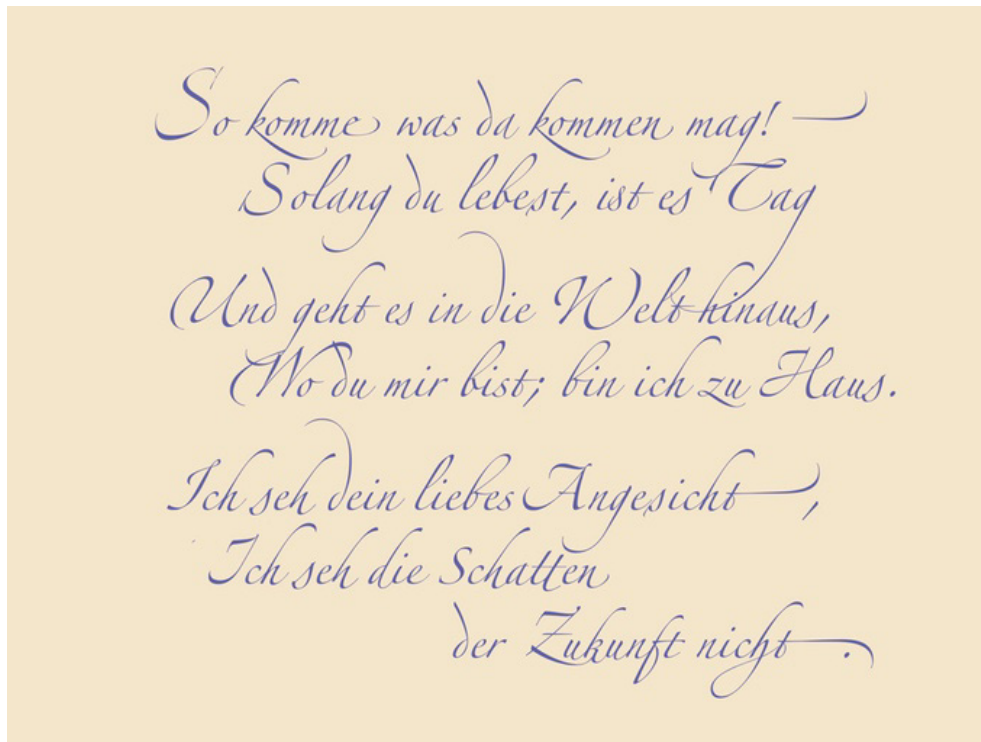 So komme was da kommen mag! —
Solang du lebest, ist es Tag
Und geht es in die Welt hinaus,
Wo du mir bist; bin ich zu Haus.
Ich seh dein liebes Angesicht,
Ich seh die Schatten
der Zukunft nicht.